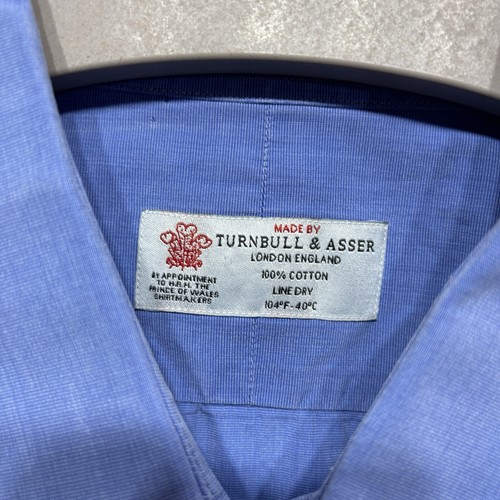 MADE BY
TURNBULL & ASSER
LONDON ENGLAND
100% COTTON
LINE DRY
104°F-40°C
BY APPOINTMENT
TO H.R.H. THE
PRINCE OF WALES
SHIRTMAKERS